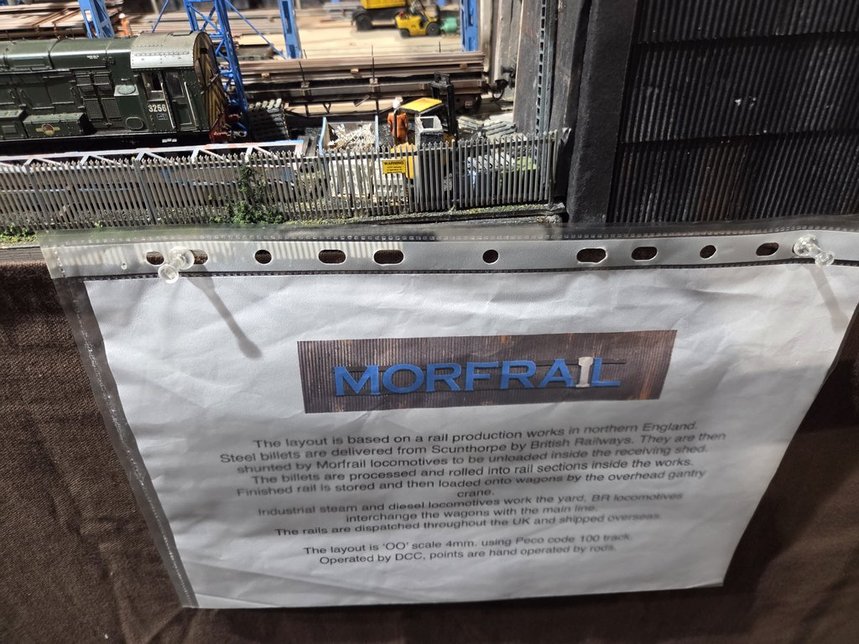 3256
WARNING
MORFRAIL
The layout is based on a rail production works in northern England.
Steel billets are delivered from Scunthorpe by British Railways. They are then
shunted by Morfrail locomotives to be unloaded inside the receiving shed.
The billets are processed and rolled into rail sections inside the works.
Finished rail is stored and then loaded onto wagons by the overhead gantry
crane.
Industrial steam and diesel locomotives work the yard, BR locomotives
interchange the wagons with the main line.
The rails are dispatched throughout the UK and shipped overseas.
The layout is 'OO' scale 4mm. using Peco code 100 track.
Operated by DCC, points are hand operated by rods.